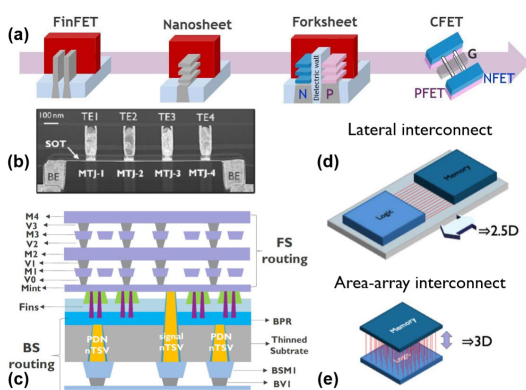 FinFET
Nanosheet
Forksheet
CFET
(a)
Dielectric wall
N
P
G
NFET
PFET
100 nm
TE1
TE2
TE3
TE4
SOT
BE
MTJ-1
MTJ-2
MTJ-3
MTJ-4
BE
(b)
Lateral interconnect
(d)
Memory
Logic
⇒2.5D
M4
V3
M3
V2
M2
V1
M1
V0
Mint
Fins
FS
routing
BS
routing
PDN
nTSV
signal
nTSV
PDN
nTSV
BPR
Thinned
Substrate
BSM1
BV1
(c)
Area-array interconnect
Memory
Logic
⇒3D
(e)